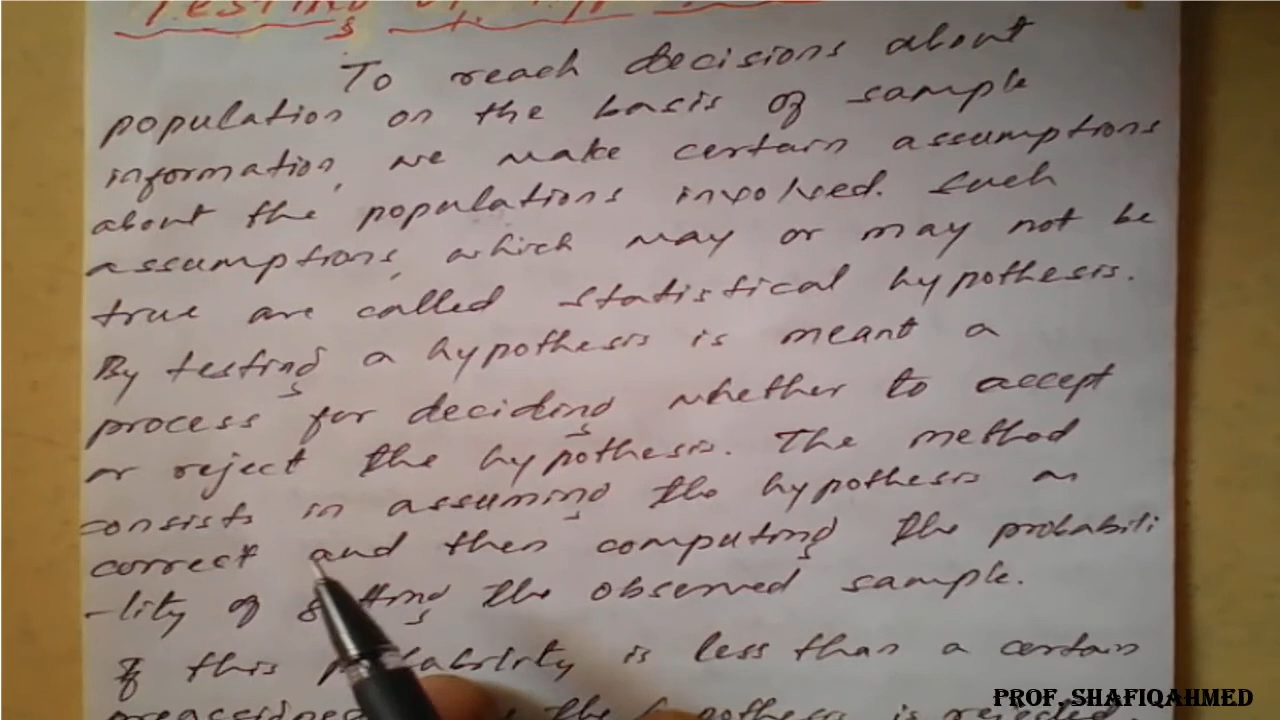 Testing of
To reach decisions about
population on the basis of sample
information, we make certain assumptions
about the populations involved. Such
assumptions, which may or may not be
true are called statistical hypothesis.
By testing a hypothesis is meant a
process for deciding whether to accept
or reject the hypothesis. The method
consists in assuming the hypothesis as
correct and then computing the probabili
-lity of getting the observed sample.
If this probability is less than a certain
the hypothesis is rejected
PROF. SHAFIQAHMED